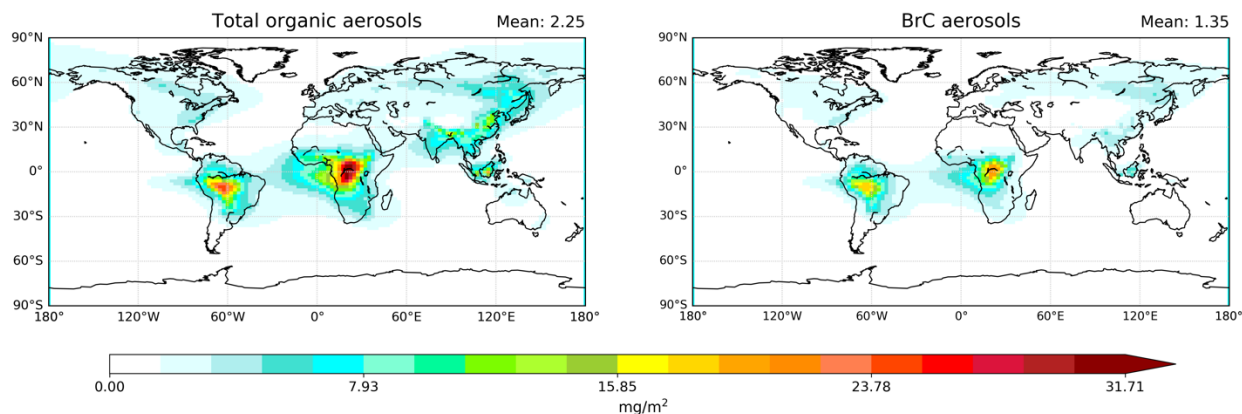 Total organic aerosols Mean: 2.25
BrC aerosols Mean: 1.35
90°N
60°N
30°N
0°
30°S
60°S
90°S
180° 120°W 60°W 0° 60°E 120°E 180°
90°N
60°N
30°N
0°
30°S
60°S
90°S
180° 120°W 60°W 0° 60°E 120°E 180°
0.00 7.93 15.85 23.78 31.71
mg/m²